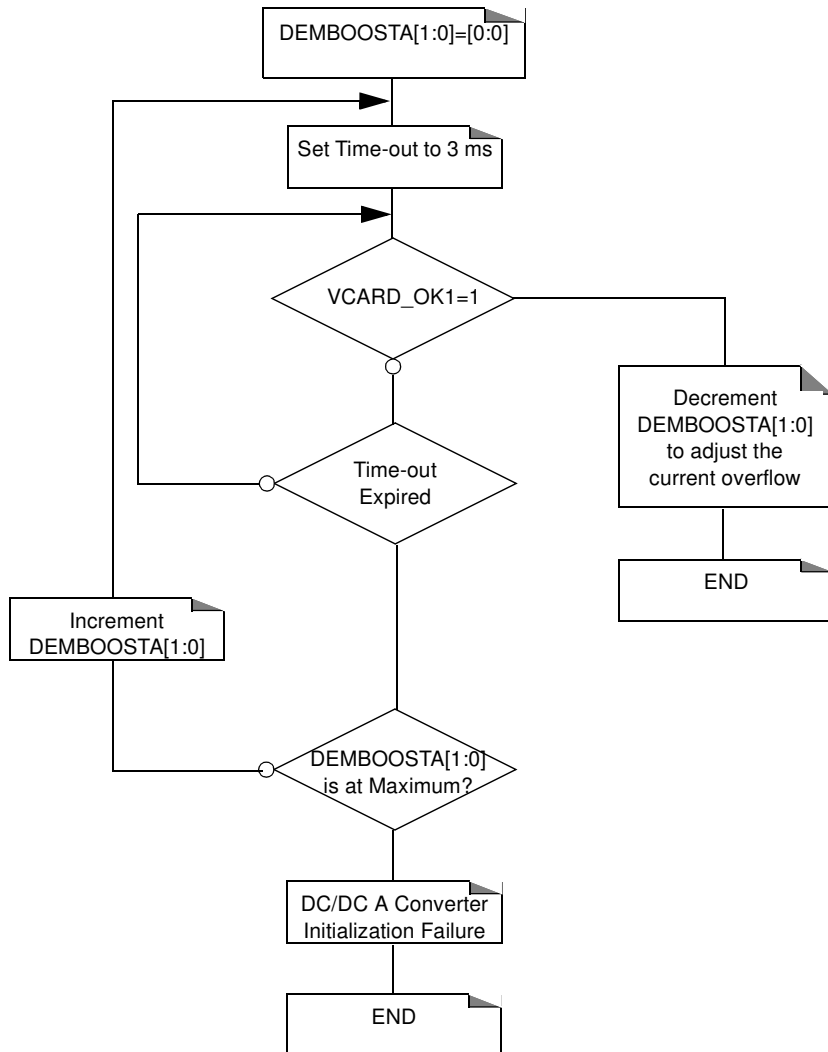 DEMBOOSTA[1:0]=[0:0]
Set Time-out to 3 ms
VCARD_OK1=1
Decrement
DEMBOOSTA[1:0]
to adjust the
current overflow
Time-out
Expired
END
Increment
DEMBOOSTA[1:0]
DEMBOOSTA[1:0]
is at Maximum?
DC/DC A Converter
Initialization Failure
END